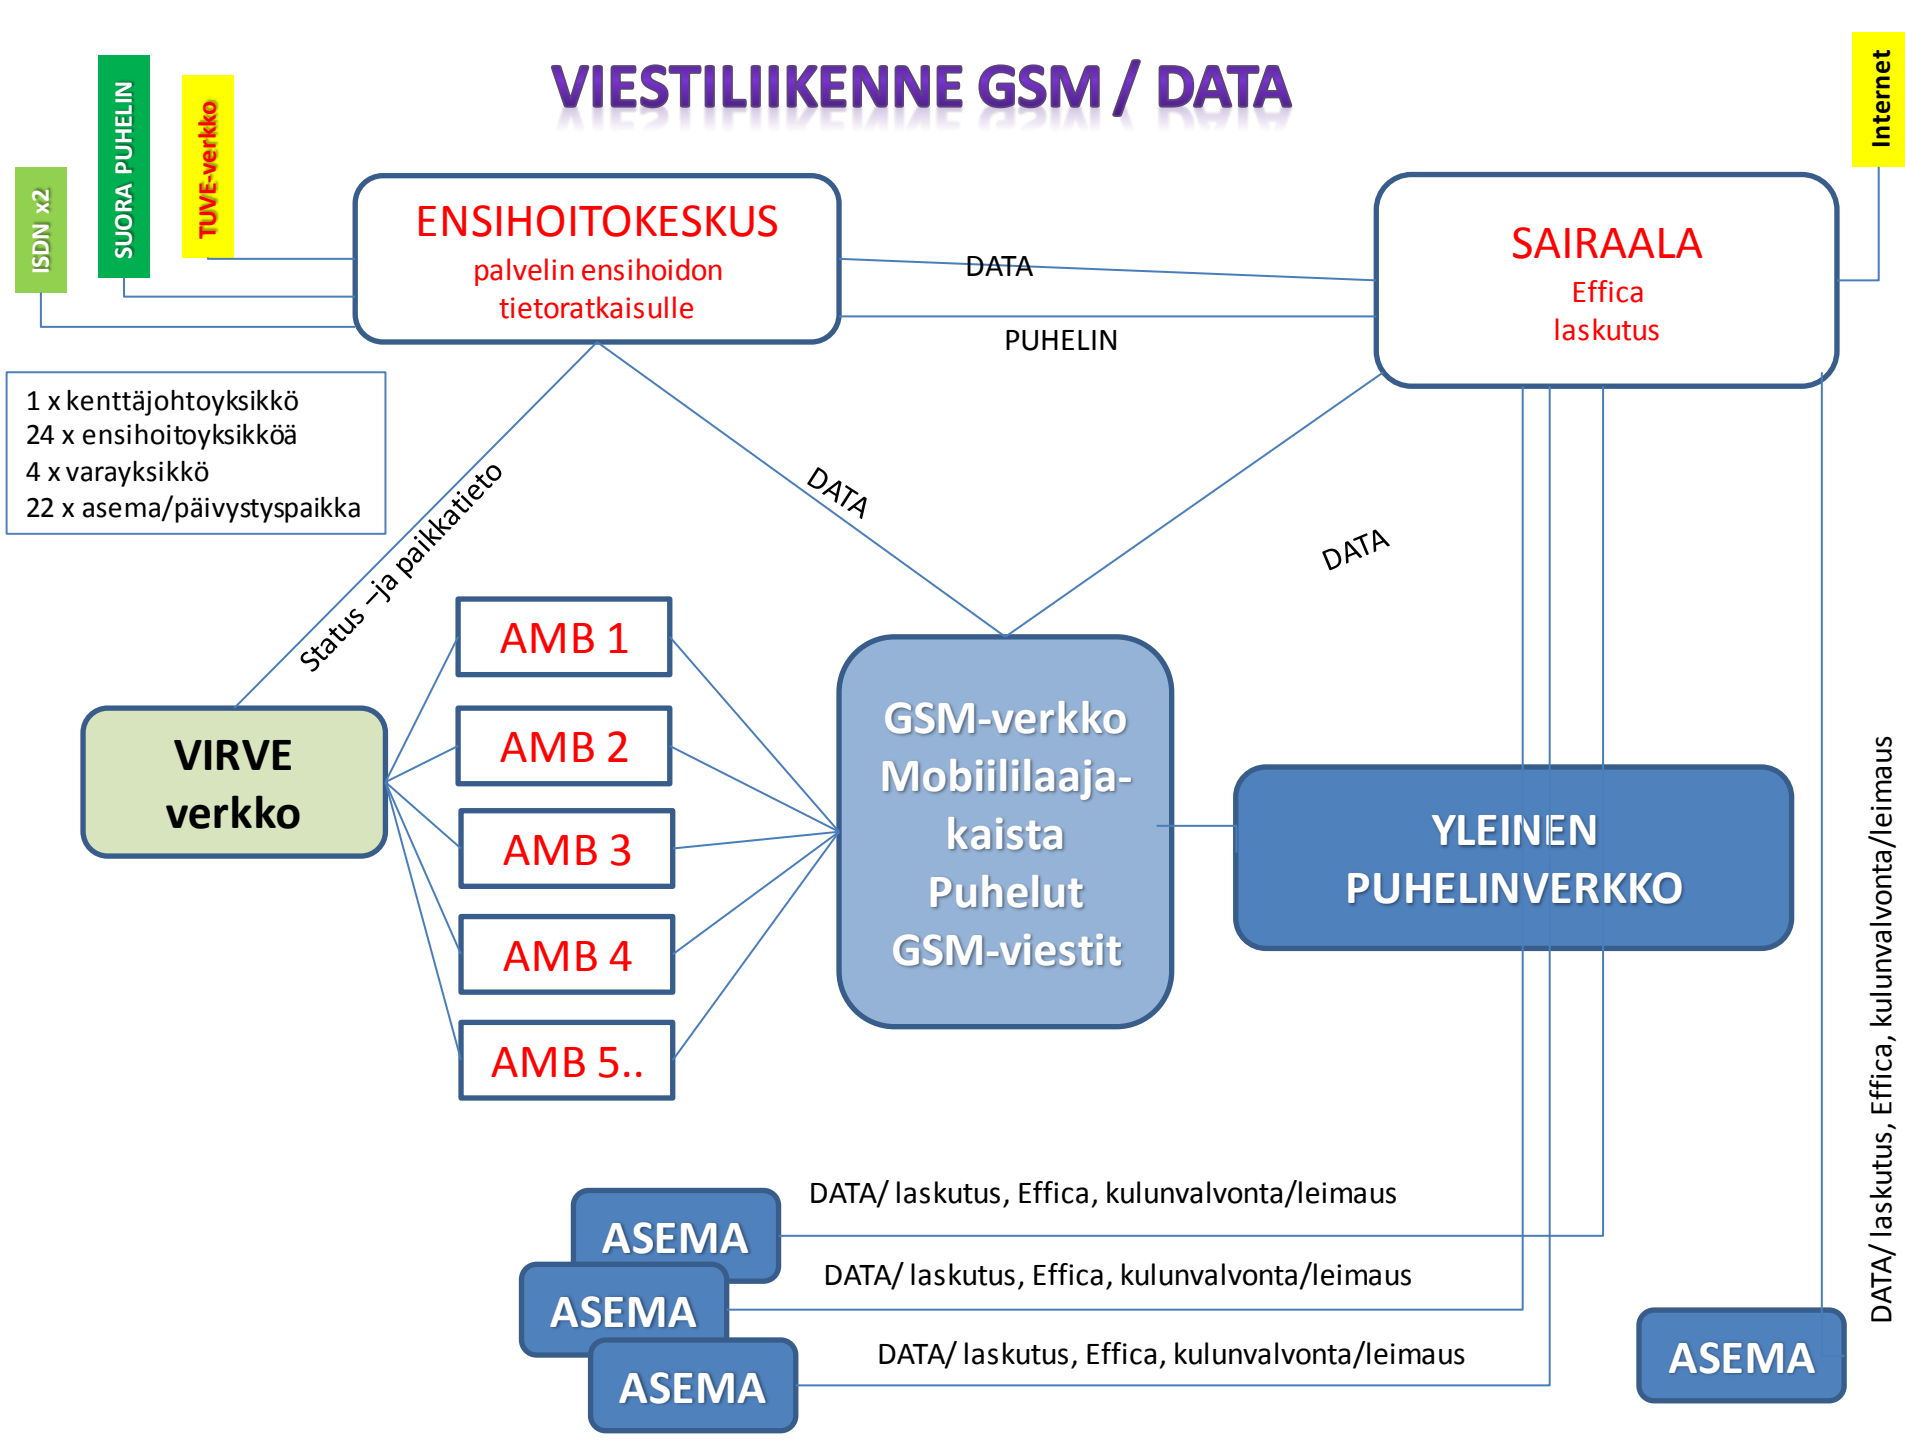 VIESTILIIKENNE GSM / DATA
ISDN x2
SUORA PUHELIN
TUVE-verkko
Internet
ENSIHOITOKESKUS
palvelin ensihoidon
tietoratkaisulle
SAIRAALA
Effica
laskutus
DATA
PUHELIN
1 x kenttäjohtoyksikkö
24 x ensihoitoyksikköä
4 x varayksikkö
22 x asema/päivystyspaikka
Status –ja paikkatieto
DATA
DATA
VIRVE
verkko
AMB 1
AMB 2
AMB 3
AMB 4
AMB 5..
GSM-verkko
Mobiililaaja-
kaista
Puhelut
GSM-viestit
YLEINEN
PUHELINVERKKO
DATA/ laskutus, Effica, kulunvalvonta/leimaus
ASEMA
DATA/ laskutus, Effica, kulunvalvonta/leimaus
ASEMA
DATA/ laskutus, Effica, kulunvalvonta/leimaus
ASEMA
DATA/ laskutus, Effica, kulunvalvonta/leimaus
ASEMA